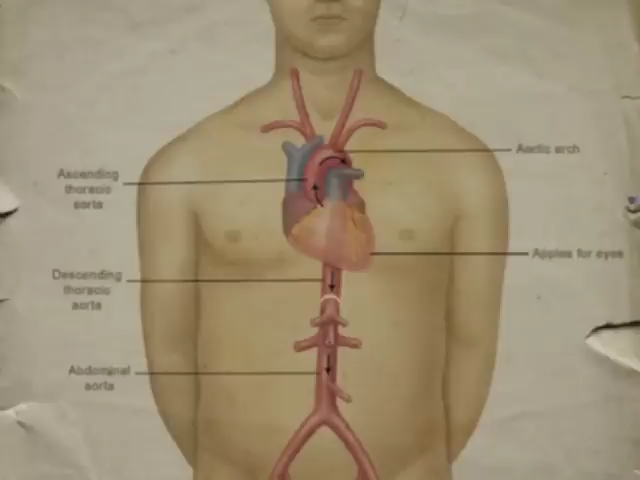 Ascending
thoracic
aorta
Aortic arch
Apples for eyes
Descending
thoracic
aorta
Abdominal
aorta